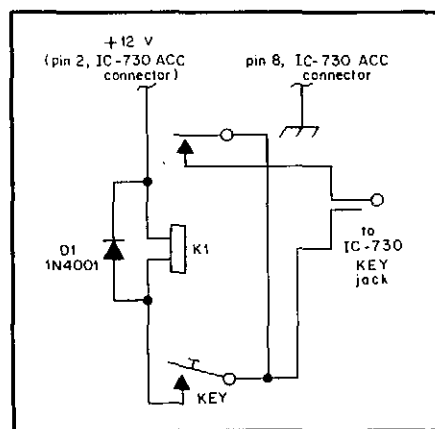 +12 V
(pin 2, IC-730 ACC
connector)
pin 8, IC-730 ACC
connector
D1
1N4001
K1
to
IC-730
KEY
jack
KEY